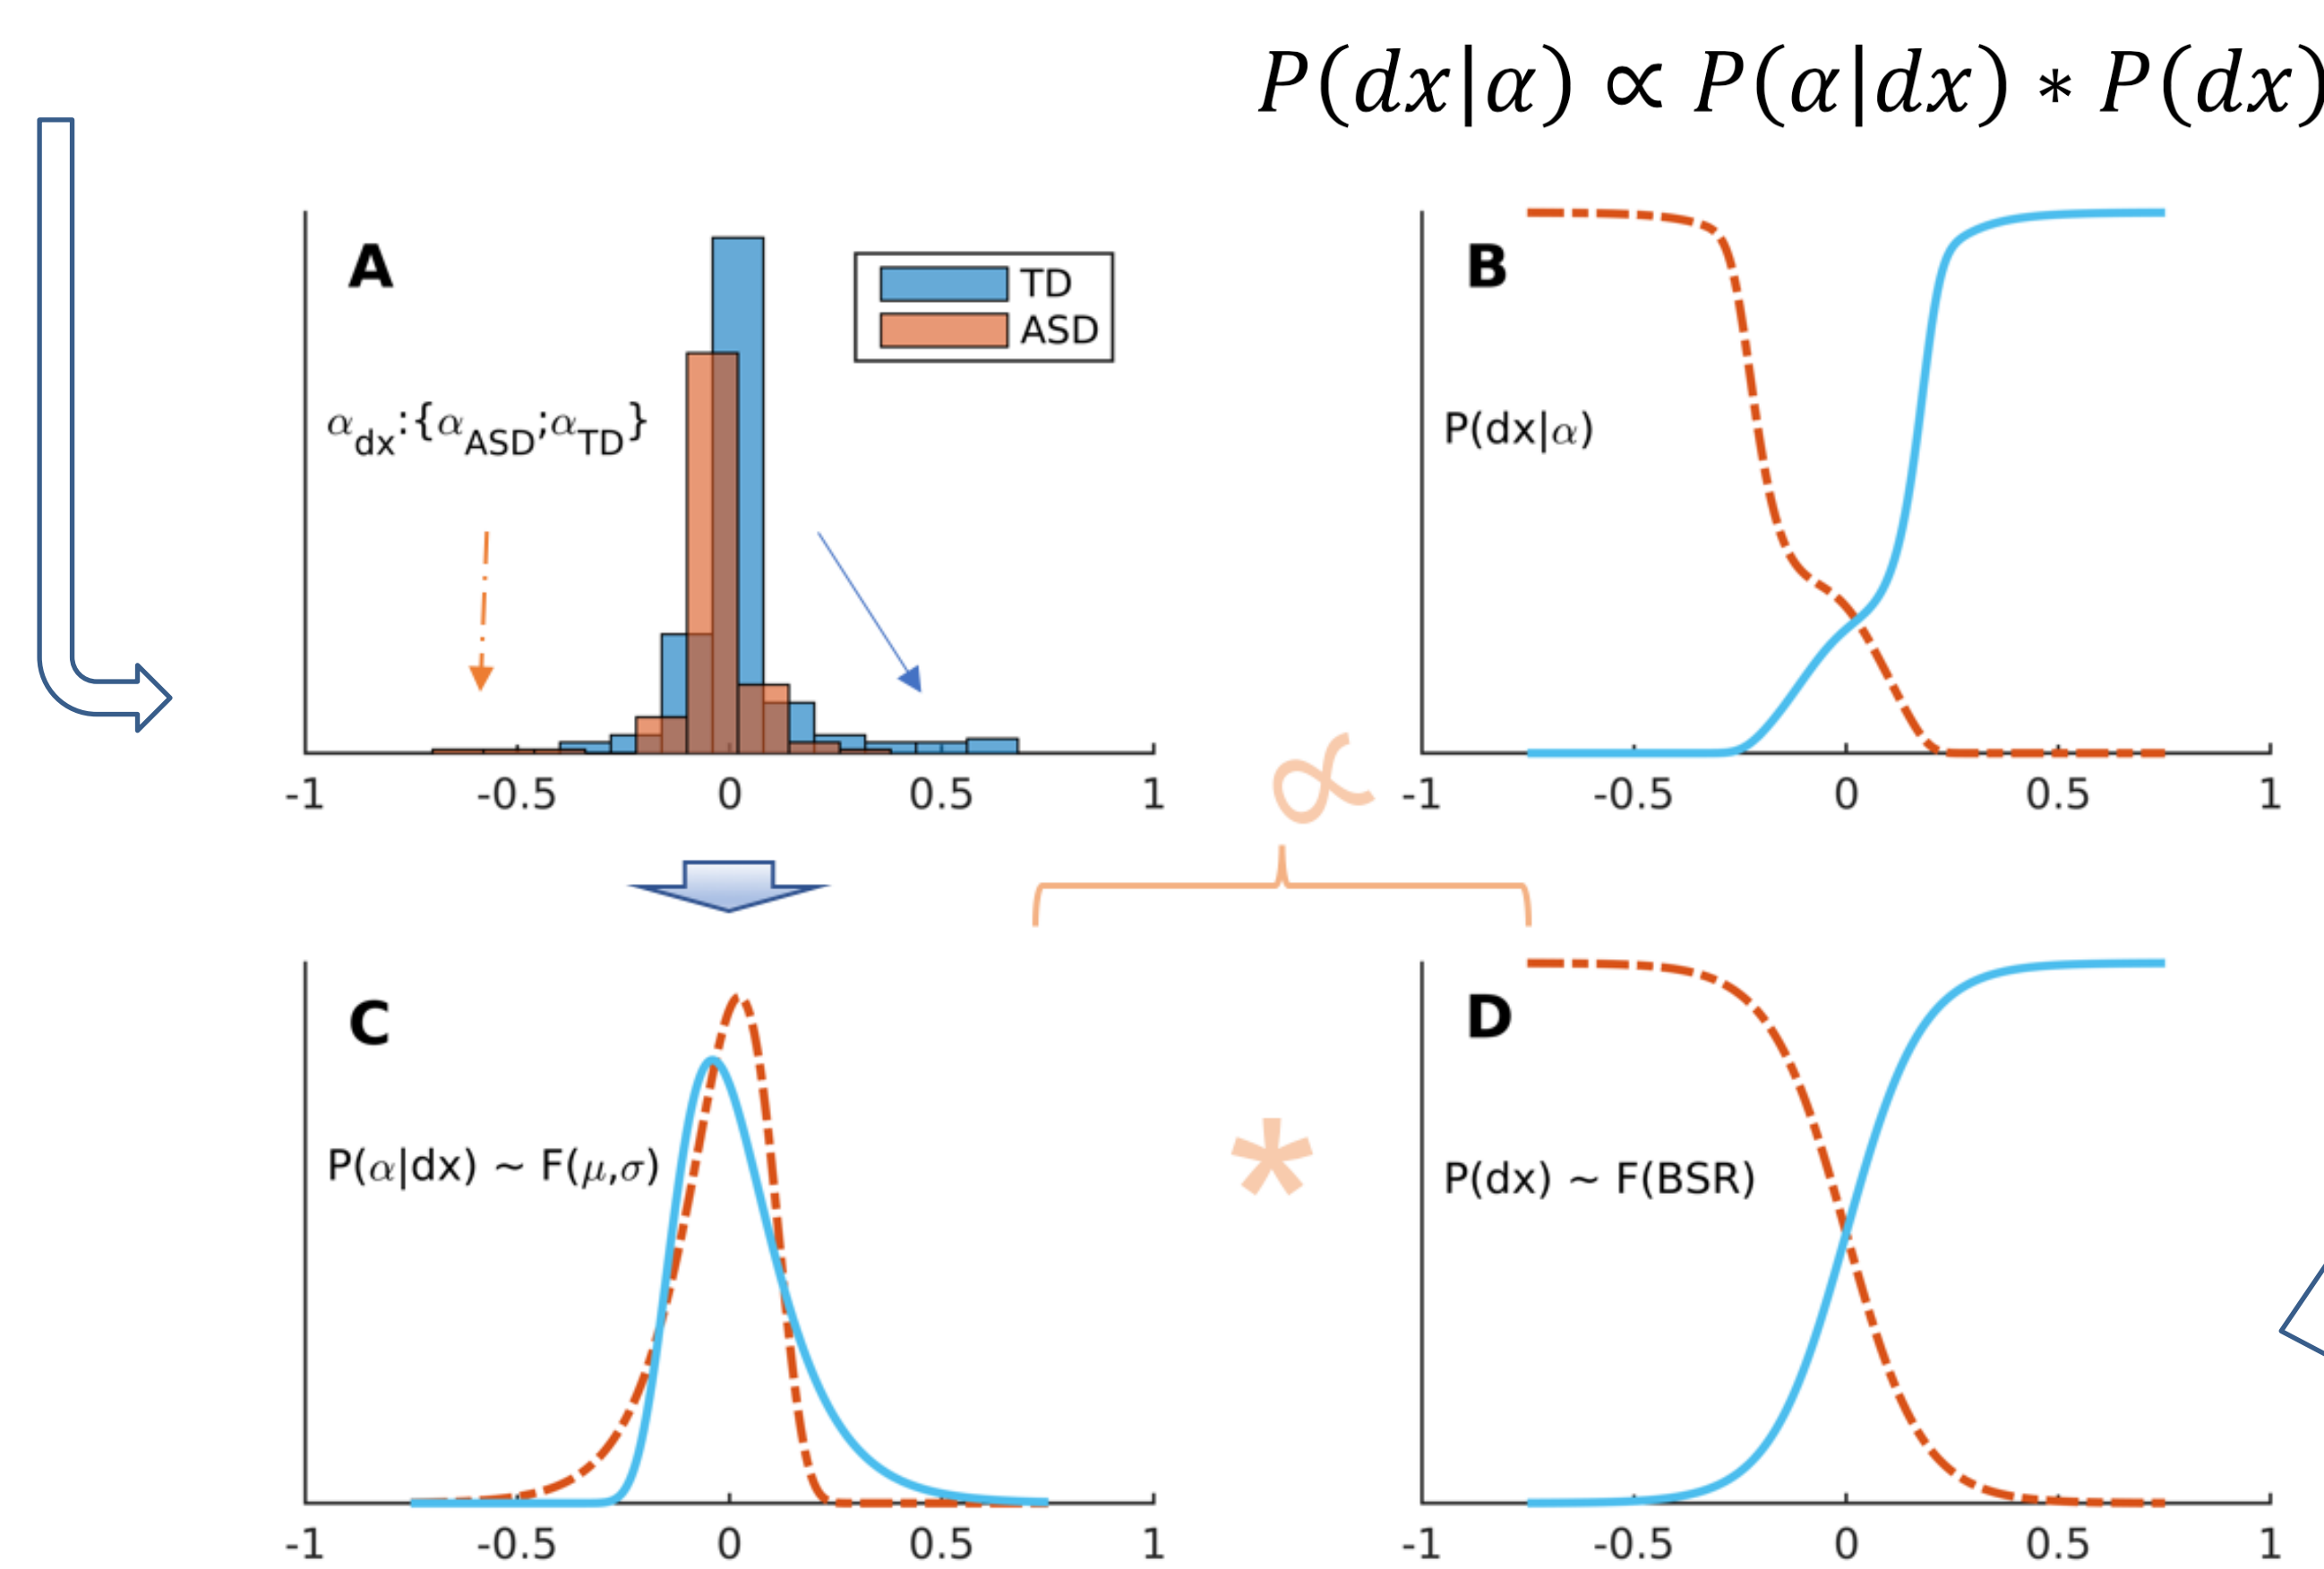 P(dx|α) ∝ P(α|dx) * P(dx)
A
TD
ASD
α_dx:{α_ASD;α_TD}
-1 -0.5 0 0.5 1
B
P(dx|α)
-1 -0.5 0 0.5 1
∝
C
P(α|dx) ~ F(μ,σ)
-1 -0.5 0 0.5 1
*
D
P(dx) ~ F(BSR)
-1 -0.5 0 0.5 1